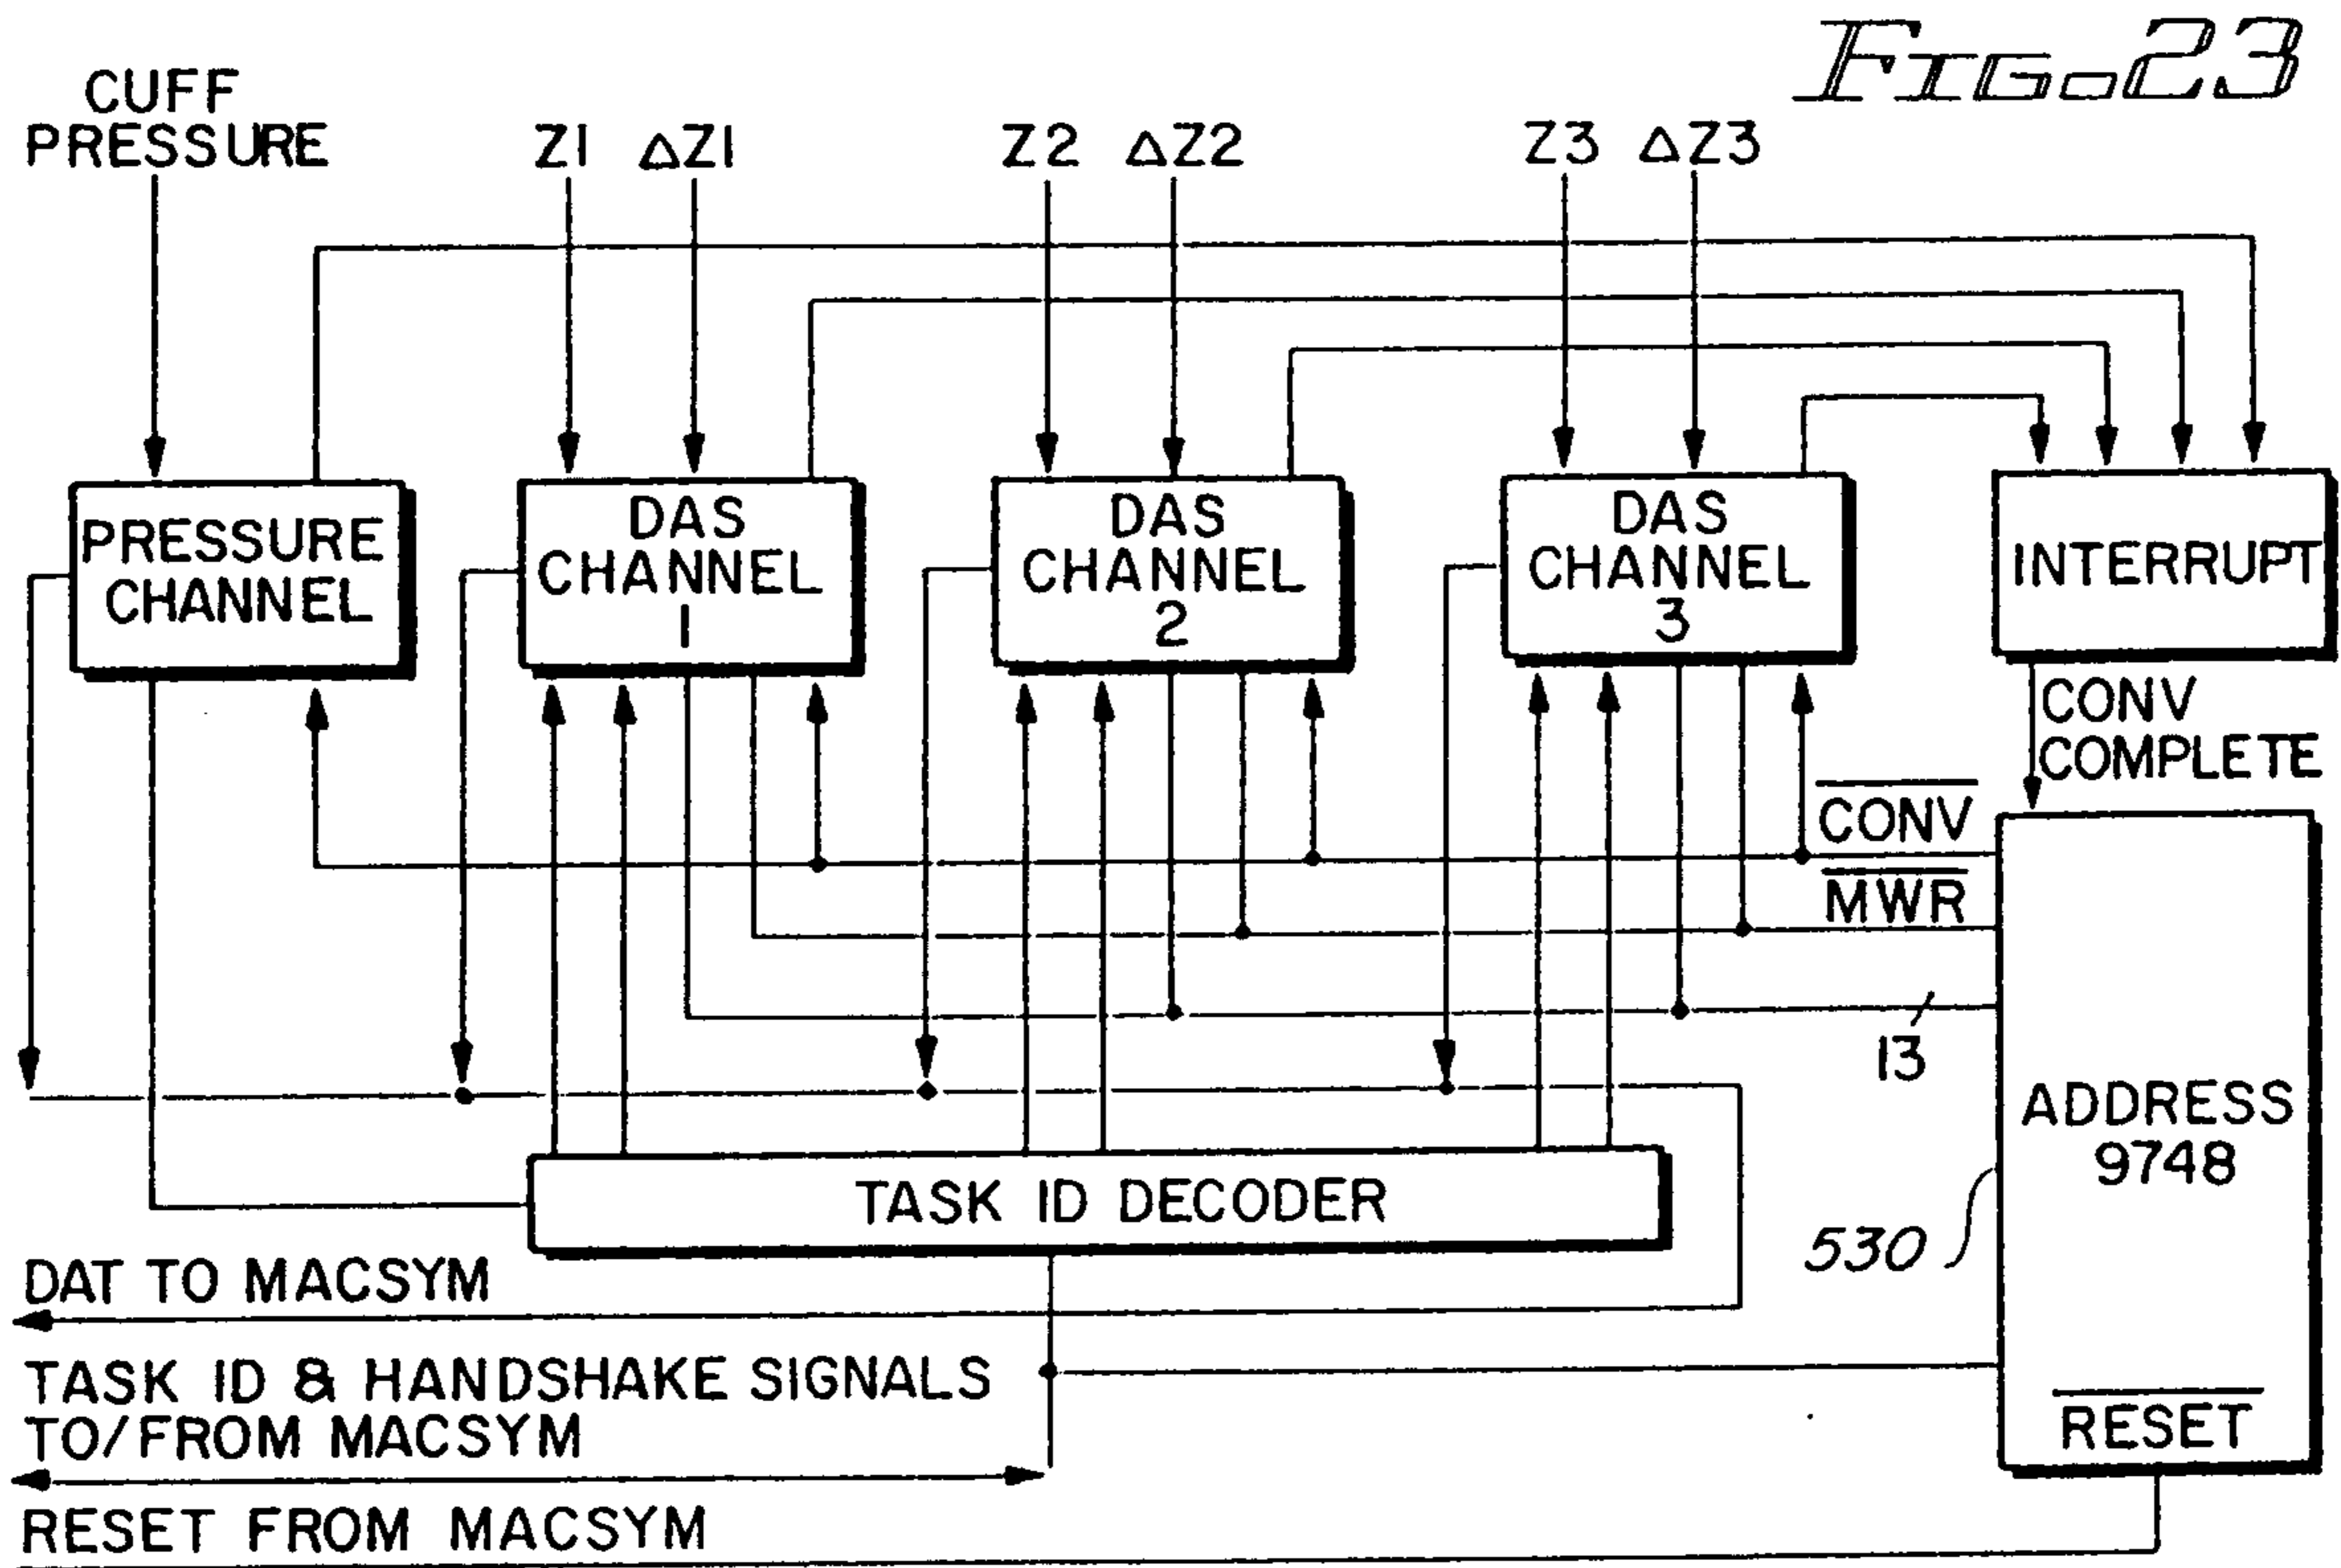 FIG. 23
CUFF
PRESSURE
Z1 ΔZ1
Z2 ΔZ2
Z3 ΔZ3
PRESSURE
CHANNEL
DAS
CHANNEL
1
DAS
CHANNEL
2
DAS
CHANNEL
3
INTERRUPT
CONV
COMPLETE
CONV
MWR
13
ADDRESS
9748
530
TASK ID DECODER
DAT TO MACSYM
TASK ID & HANDSHAKE SIGNALS
TO/FROM MACSYM
RESET
RESET FROM MACSYM